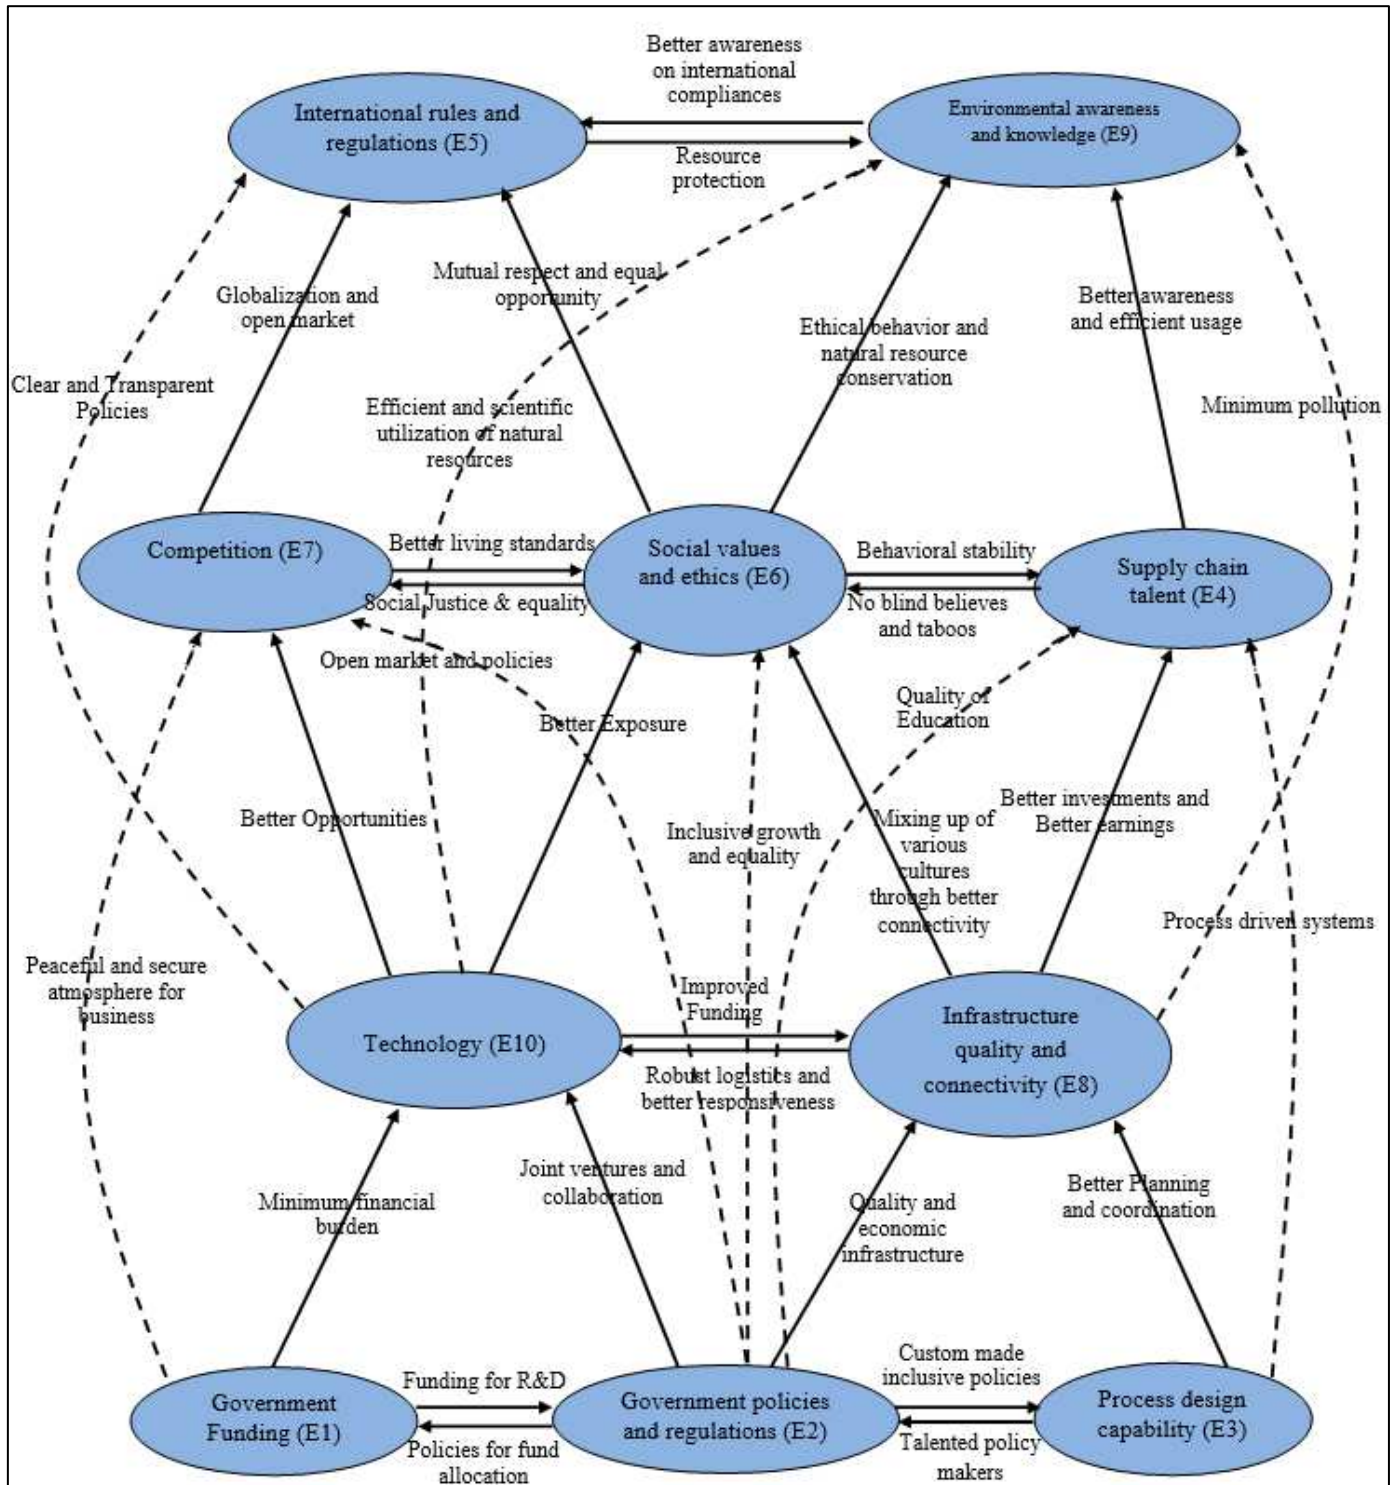 Better awareness
on international
compliances
International rules and
regulations (E5)
Environmental awareness
and knowledge (E9)
Resource
protection
Mutual respect and equal
opportunity
Globalization and
open market
Better awareness
and efficient usage
Ethical behavior and
natural resource
conservation
Clear and Transparent
Policies
Efficient and scientific
utilization of natural
resources
Minimum pollution
Competition (E7)
Better living standards
Social Justice & equality
Social values
and ethics (E6)
Behavioral stability
No blind believes
and taboos
Supply chain
talent (E4)
Open market and policies
Quality of
Education
Better Exposure
Better Opportunities
Inclusive growth
and equality
Mixing up of
various
cultures
through better
connectivity
Better investments and
Better earnings
Process driven systems
Peaceful and secure
atmosphere for
business
Technology (E10)
Improved
Funding
Robust logistics and
better responsiveness
Infrastructure
quality and
connectivity (E8)
Minimum financial
burden
Joint ventures and
collaboration
Quality and
economic
infrastructure
Better Planning
and coordination
Government
Funding (E1)
Funding for R&D
Policies for fund
allocation
Government policies
and regulations (E2)
Custom made
inclusive policies
Talented policy
makers
Process design
capability (E3)